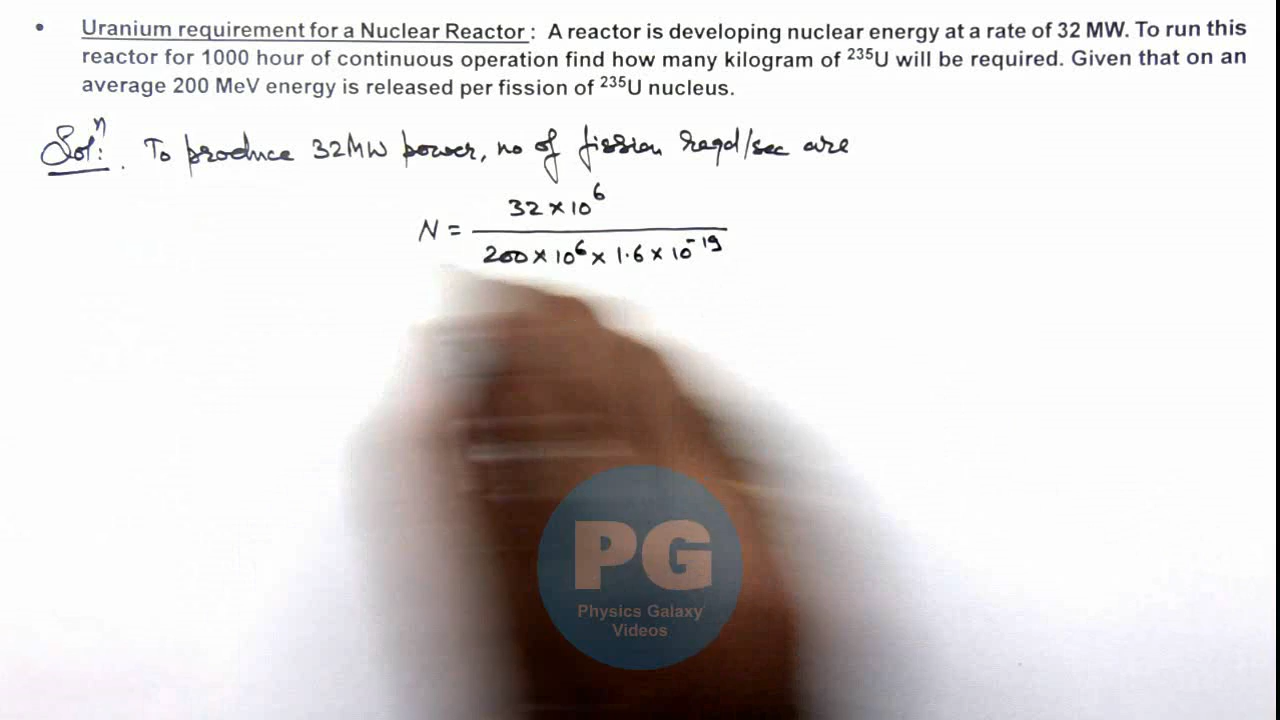 • Uranium requirement for a Nuclear Reactor : A reactor is developing nuclear energy at a rate of 32 MW. To run this
reactor for 1000 hour of continuous operation find how many kilogram of ²³⁵U will be required. Given that on an
average 200 MeV energy is released per fission of ²³⁵U nucleus.
Solⁿ: To produce 32MW power, no of fission reqd/sec are
32 × 10⁶
N =
200 × 10⁶ × 1.6 × 10⁻¹⁹
PG
Physics Galaxy
Videos